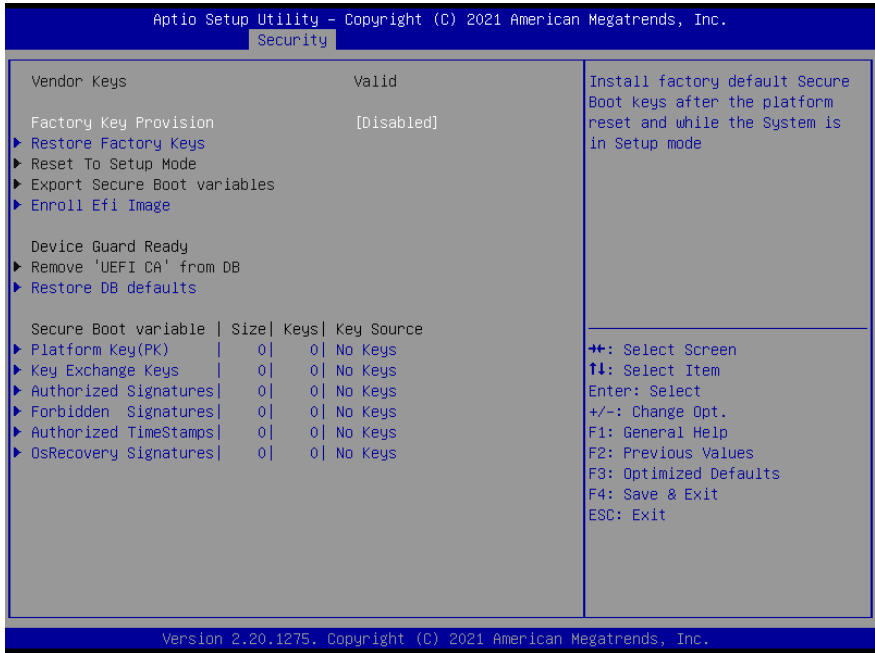 Aptio Setup Utility – Copyright (C) 2021 American Megatrends, Inc.
Security
Vendor Keys Valid
Factory Key Provision [Disabled]
Restore Factory Keys
Reset To Setup Mode
Export Secure Boot variables
Enroll Efi Image
Device Guard Ready
Remove 'UEFI CA' from DB
Restore DB defaults
Secure Boot variable | Size| Keys| Key Source
Platform Key(PK) | 0| 0| No Keys
Key Exchange Keys | 0| 0| No Keys
Authorized Signatures| 0| 0| No Keys
Forbidden Signatures| 0| 0| No Keys
Authorized TimeStamps| 0| 0| No Keys
OsRecovery Signatures| 0| 0| No Keys
Install factory default Secure
Boot keys after the platform
reset and while the System is
in Setup mode
→←: Select Screen
↑↓: Select Item
Enter: Select
+/-: Change Opt.
F1: General Help
F2: Previous Values
F3: Optimized Defaults
F4: Save & Exit
ESC: Exit
Version 2.20.1275. Copyright (C) 2021 American Megatrends, Inc.